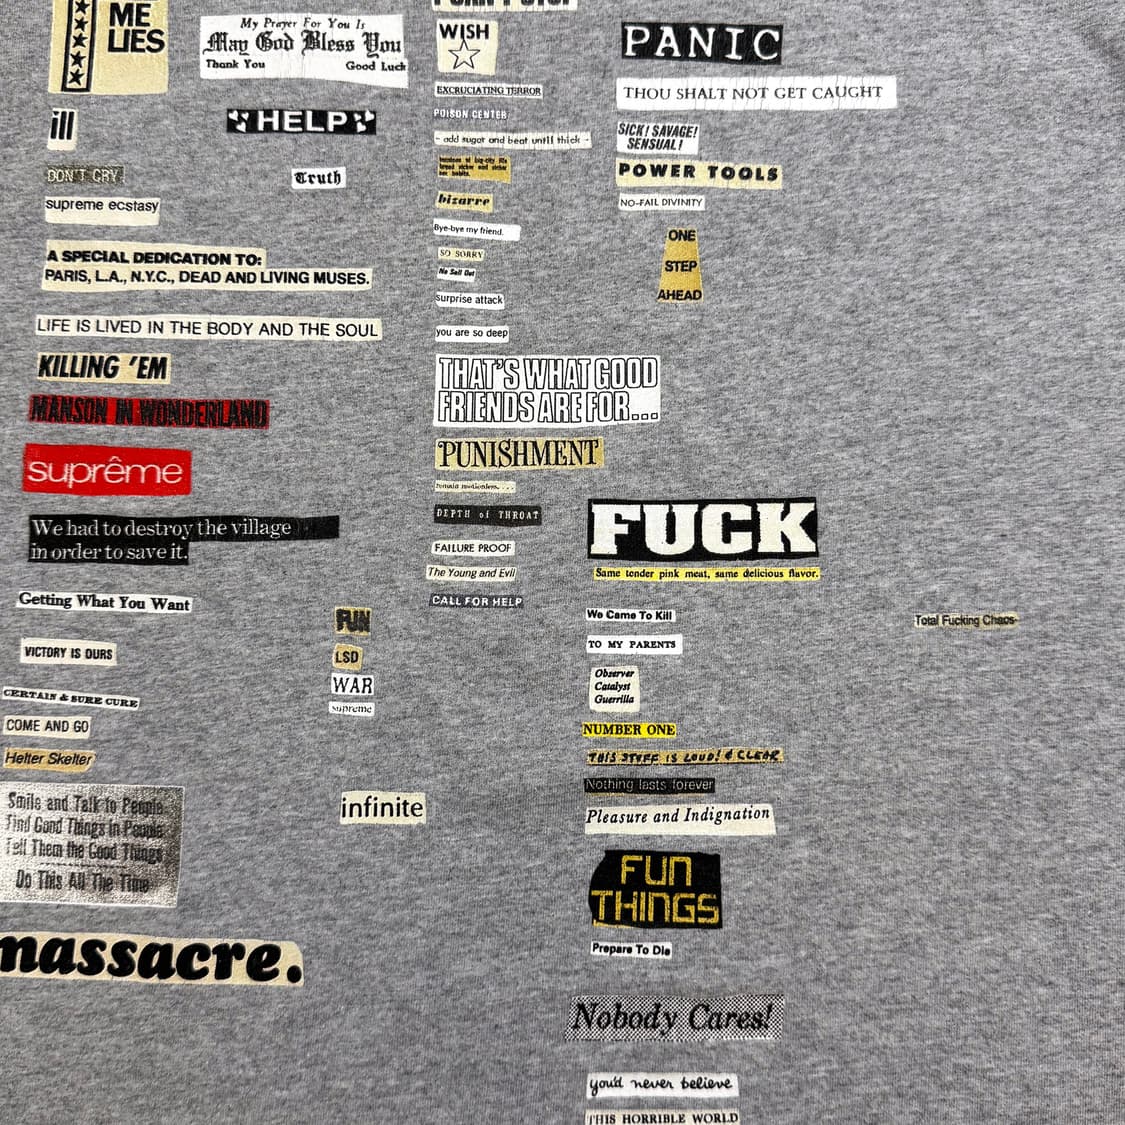 ME
LIES
My Prayer For You Is
May God Bless You
Thank You Good Luck
ill
HELP
DON'T CRY
Truth
supreme ecstasy
A SPECIAL DEDICATION TO:
PARIS, L.A., N.Y.C., DEAD AND LIVING MUSES.
LIFE IS LIVED IN THE BODY AND THE SOUL
KILLING 'EM
MANSON IN WONDERLAND
suprême
We had to destroy the village
in order to save it.
Getting What You Want
VICTORY IS OURS
CERTAIN & SURE CURE
COME AND GO
Helter Skelter
Smile and Talk to People
Find Good Things in People
Tell Them the Good Things
Do This All The Time
massacre.
FUN
LSD
WAR
supreme
infinite
WISH
EXCRUCIATING TERROR
POISON CENTER
- add sugar and beat until thick -
bizarre
Bye-bye my friend.
SO SORRY
No Sell Out
surprise attack
you are so deep
THAT'S WHAT GOOD
FRIENDS ARE FOR...
PUNISHMENT
remain motionless. . . .
DEPTH of THROAT
FAILURE PROOF
The Young and Evil
CALL FOR HELP
PANIC
THOU SHALT NOT GET CAUGHT
SICK! SAVAGE!
SENSUAL!
POWER TOOLS
NO-FAIL DIVINITY
ONE
STEP
AHEAD
FUCK
Same tender pink meat, same delicious flavor.
We Came To Kill
TO MY PARENTS
Observer
Catalyst
Guerrilla
NUMBER ONE
THIS STUFF IS LOUD! & CLEAR
Nothing lasts forever
Pleasure and Indignation
FUN
THINGS
Prepare To Die
Nobody Cares!
you'd never believe
THIS HORRIBLE WORLD
Total Fucking Chaos